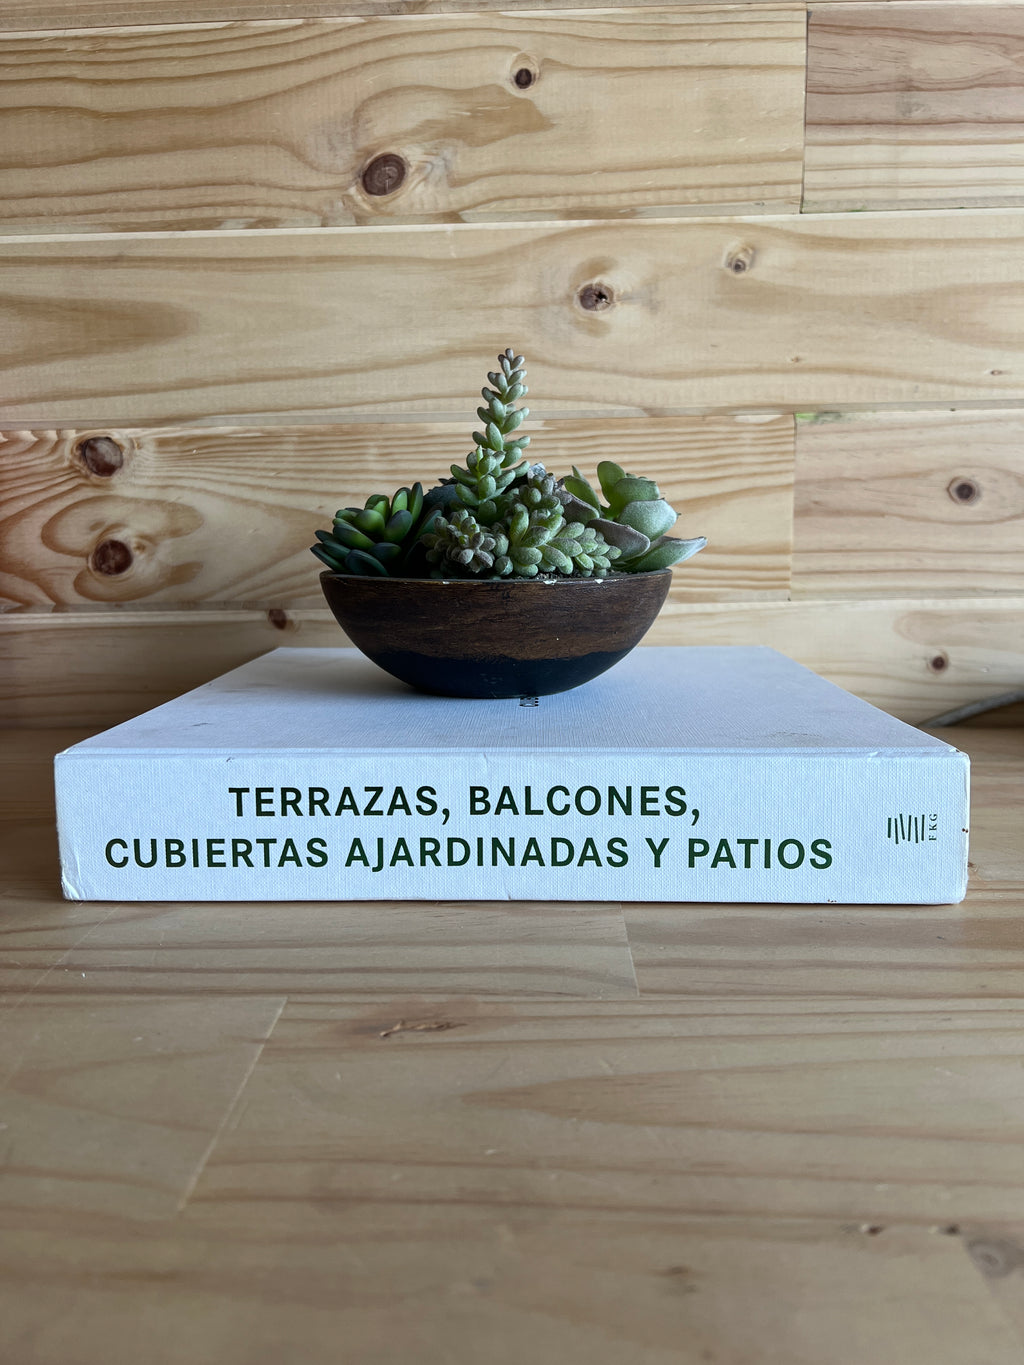 TERRAZAS, BALCONES,
CUBIERTAS AJARDINADAS Y PATIOS
FKG